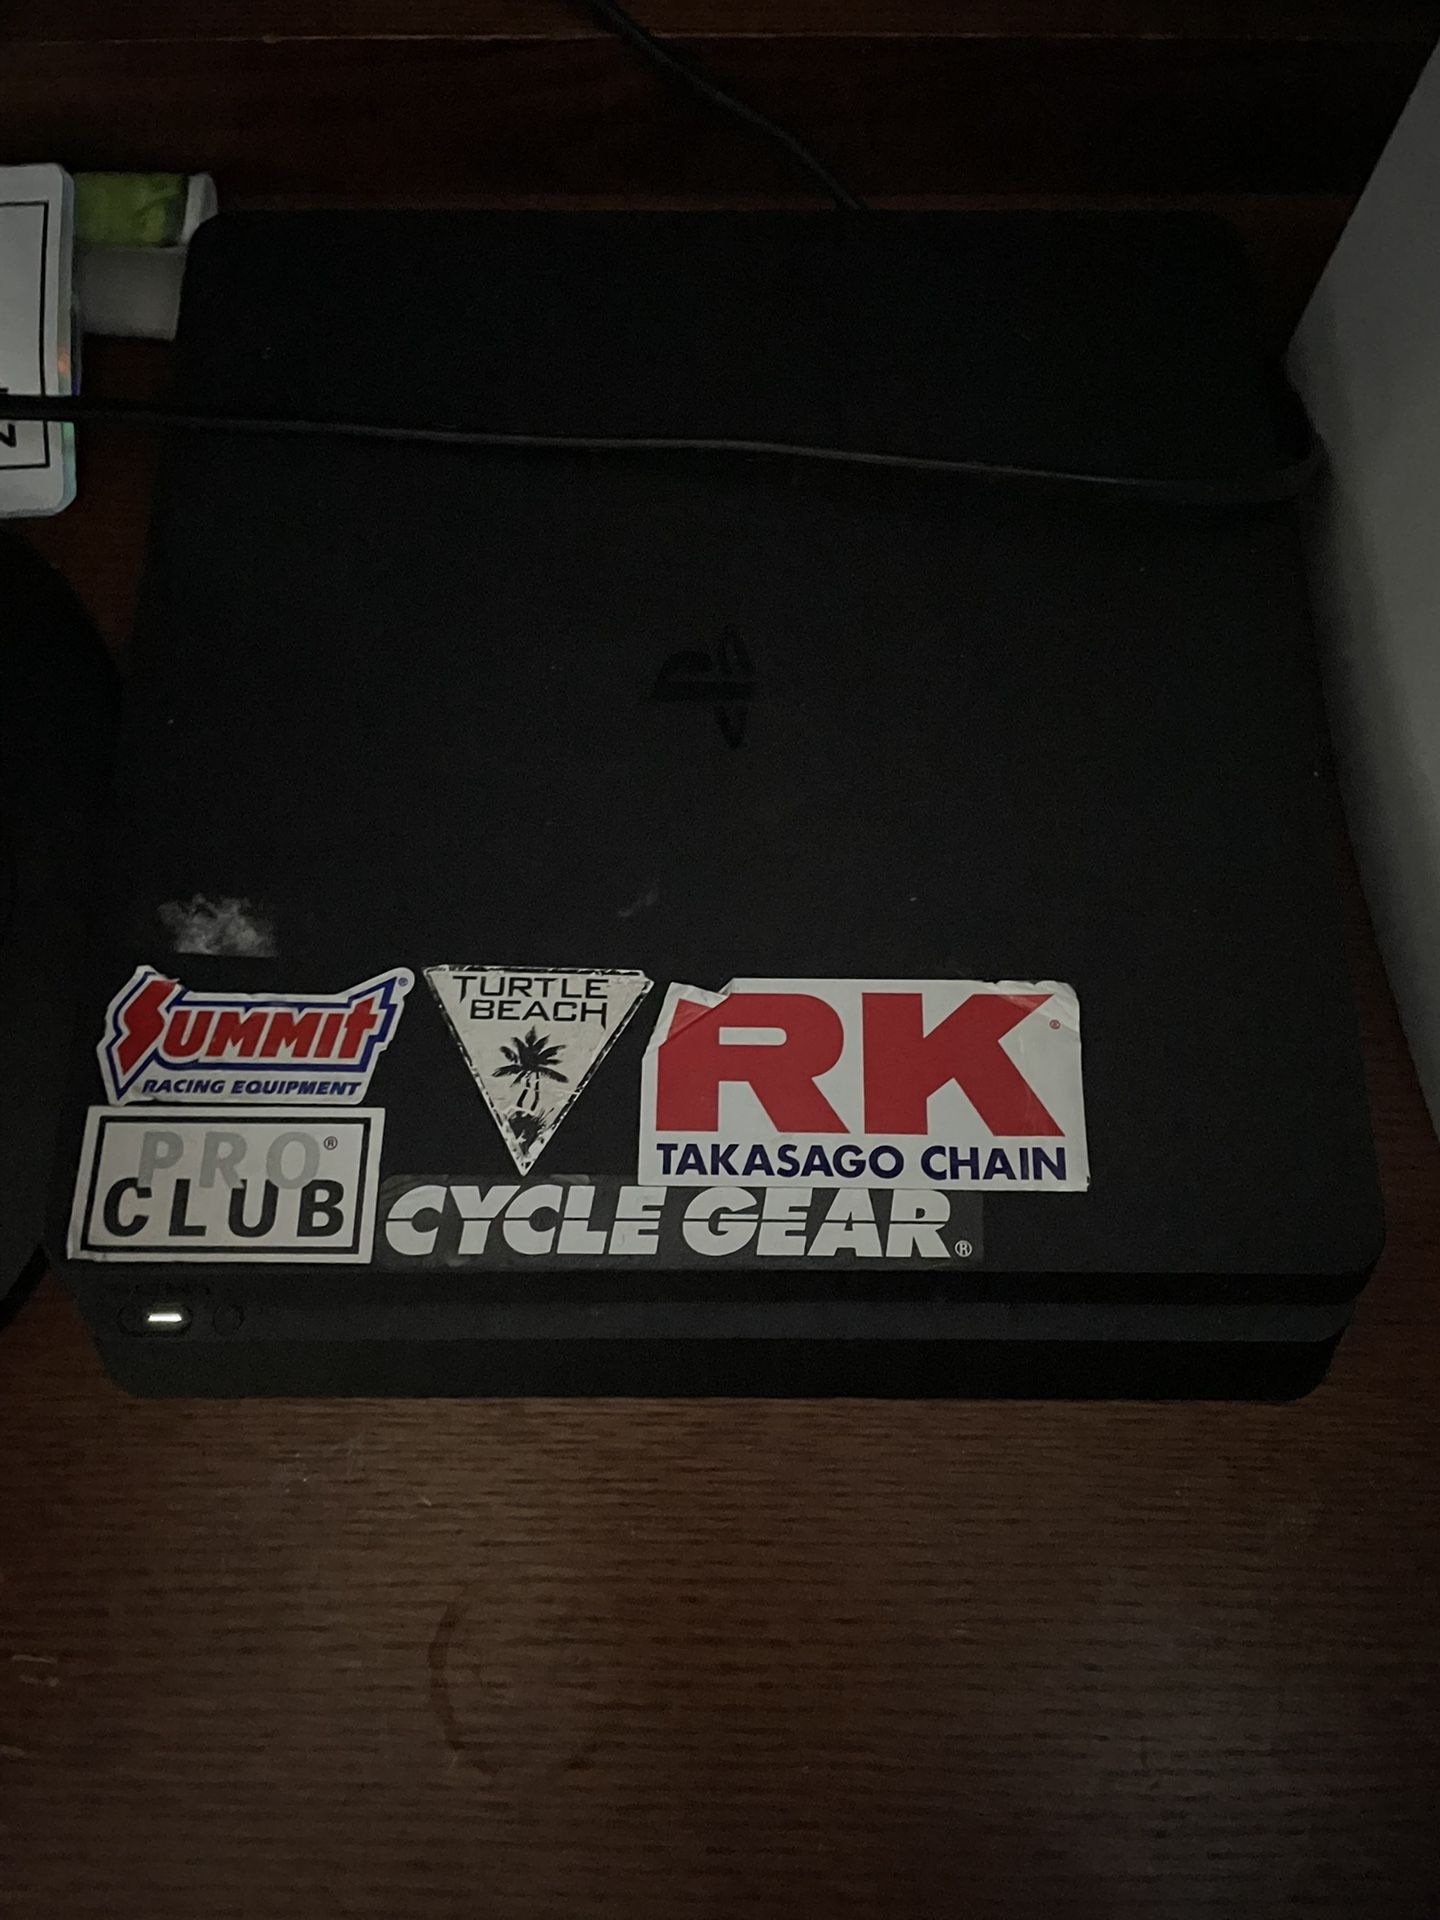 SUMMIT®
RACING EQUIPMENT
TURTLE
BEACH
RK®
TAKASAGO CHAIN
PRO®
CLUB
CYCLE GEAR®